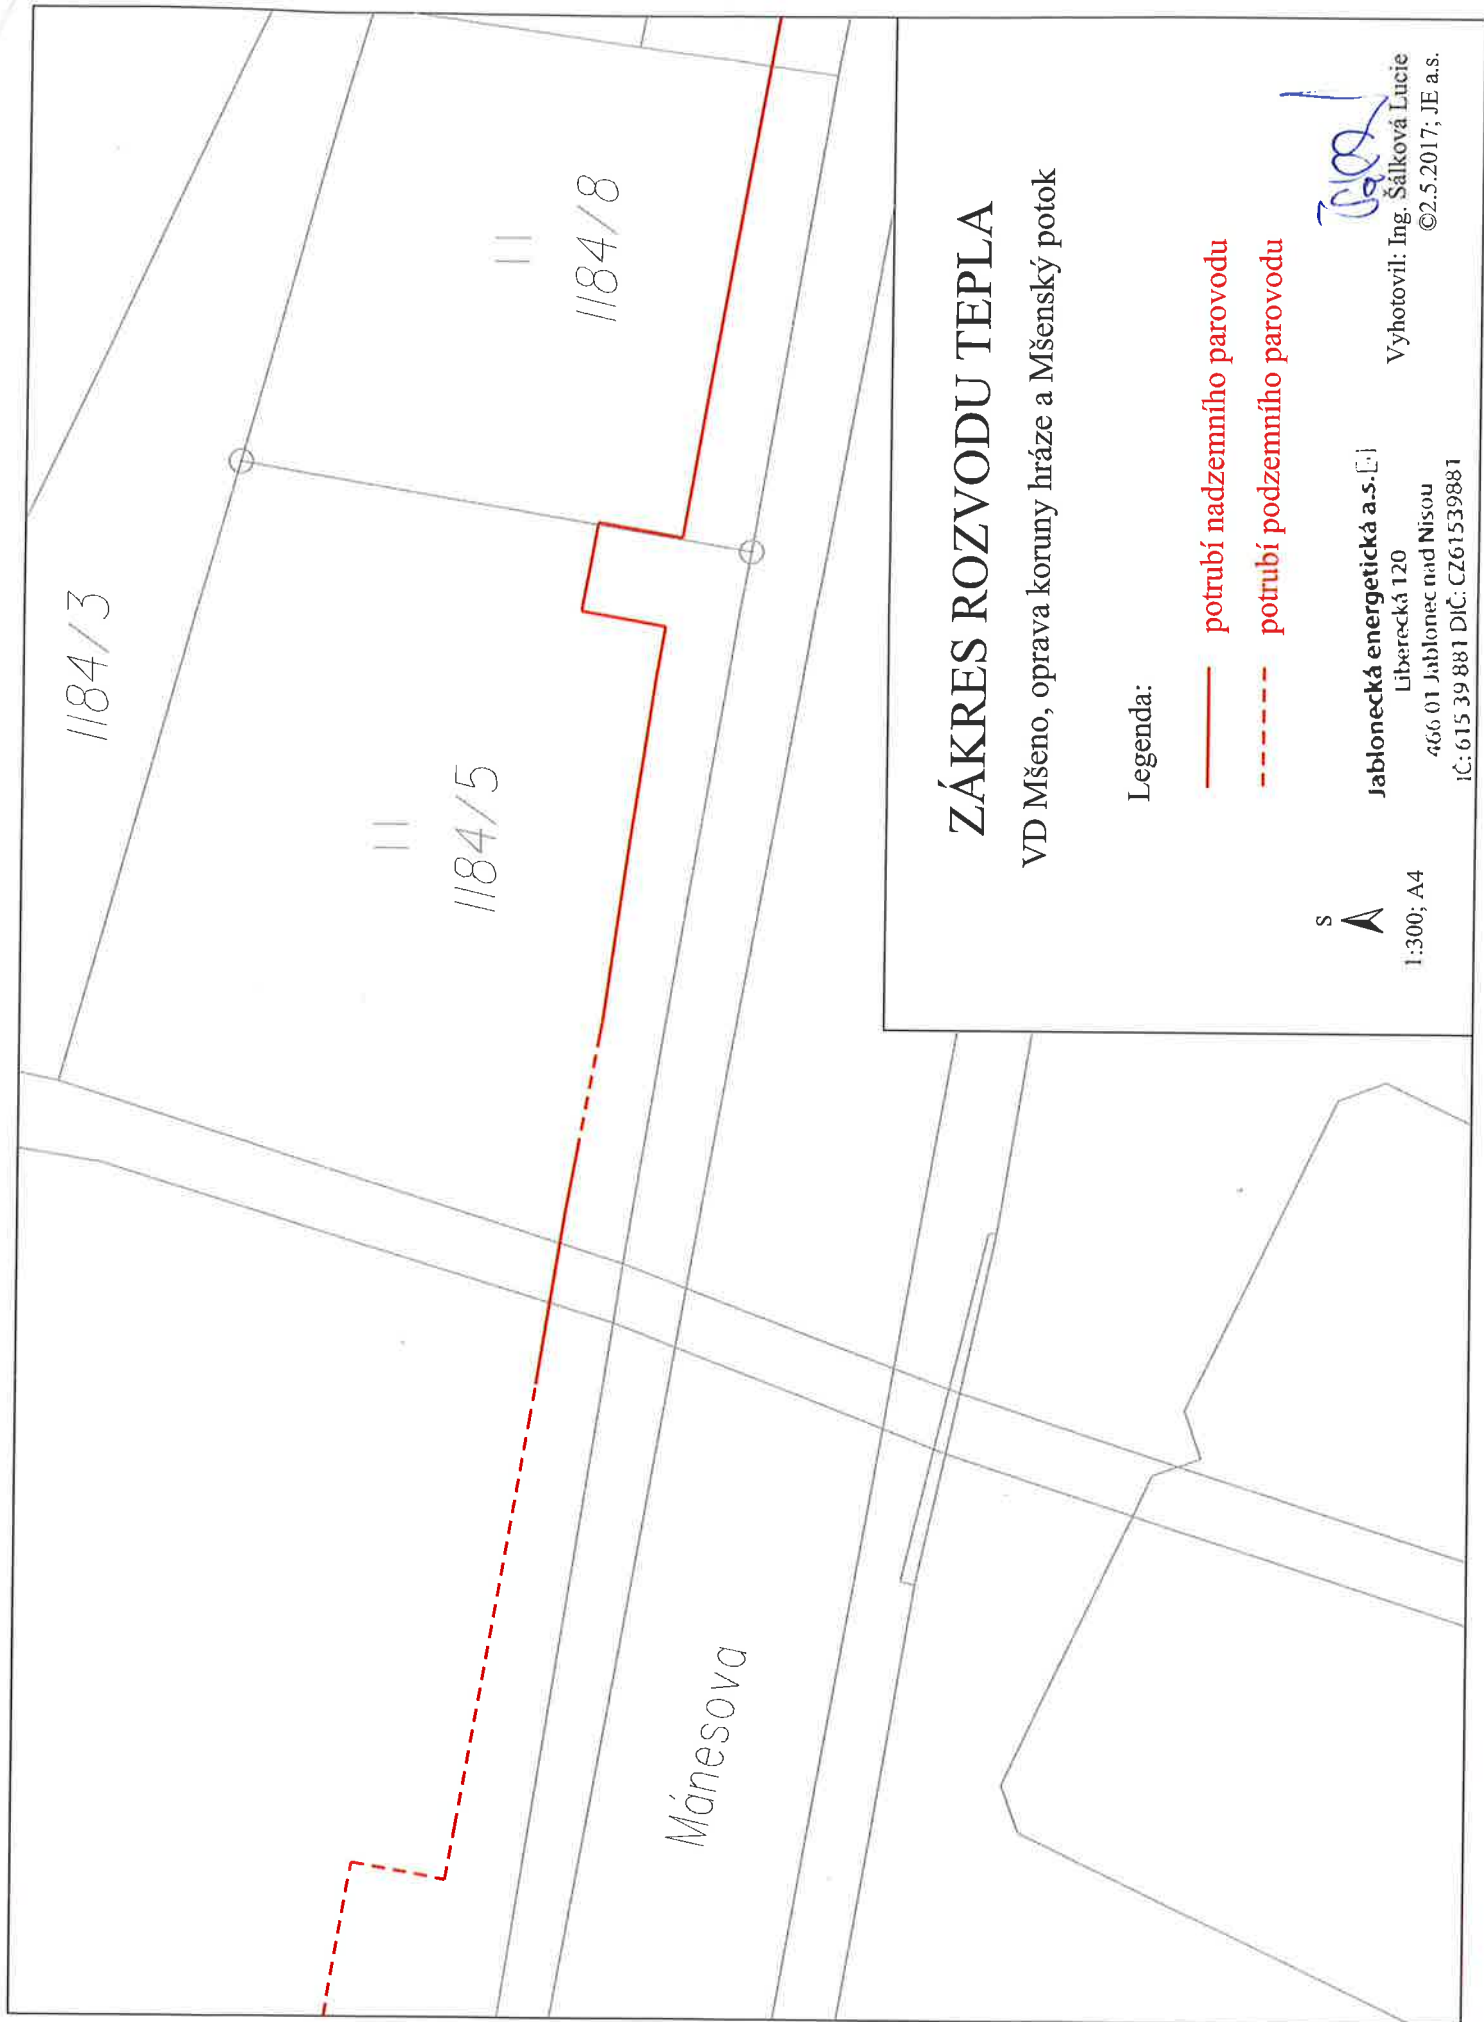 1184/3
1184/5
1184/8
Mánesova
ZÁKRES ROZVODU TEPLA
VD Mšeno, oprava koruny hráze a Mšenský potok
Legenda:
potrubí nadzemního parovodu
potrubí podzemního parovodu
S
1:300; A4
Jablonecká energetická a.s.
Liberecká 120
466 01 Jablonec nad Nisou
IČ: 615 39 881 DIČ: CZ61539881
Vyhotovil: Ing. Šálková Lucie
©2.5.2017; JE a.s.